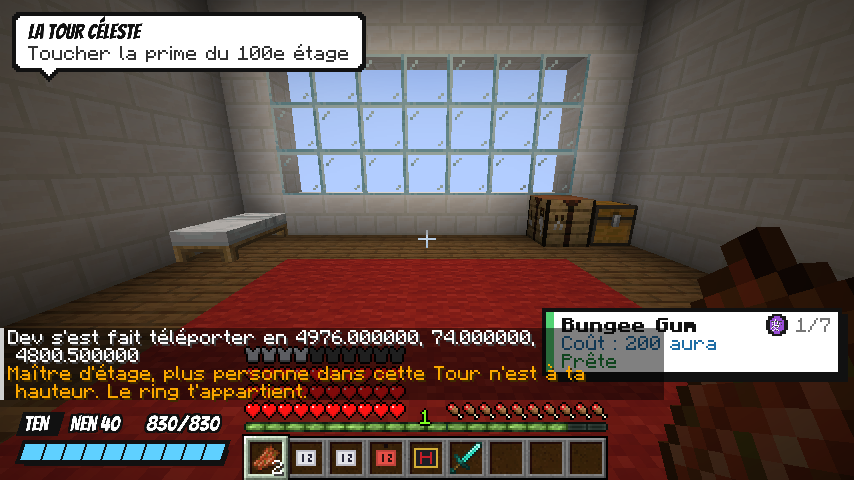 LA TOUR CÉLESTE
Toucher la prime du 100e étage
Dev s'est fait téléporter en 4976.000000, 74.000000,
4800.500000
Maître d'étage, plus personne dans cette Tour n'est à ta
hauteur. Le ring t'appartient.
Bungee Gum
1/7
Coût : 200 aura
Prête
TEN
NEN 40
830/830
1
2
12
12
12
H